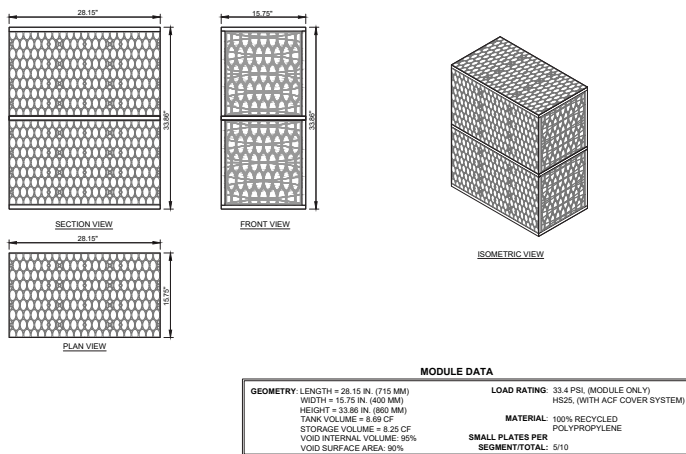 28.15"
33.86"
SECTION VIEW
15.75"
33.86"
FRONT VIEW
ISOMETRIC VIEW
28.15"
15.75"
PLAN VIEW
MODULE DATA
GEOMETRY: LENGTH = 28.15 IN. (715 MM)
WIDTH = 15.75 IN. (400 MM)
HEIGHT = 33.86 IN. (860 MM)
TANK VOLUME = 8.69 CF
STORAGE VOLUME = 8.25 CF
VOID INTERNAL VOLUME: 95%
VOID SURFACE AREA: 90%
LOAD RATING: 33.4 PSI, (MODULE ONLY)
HS25, (WITH ACF COVER SYSTEM)
MATERIAL: 100% RECYCLED
POLYPROPYLENE
SMALL PLATES PER
SEGMENT/TOTAL: 5/10